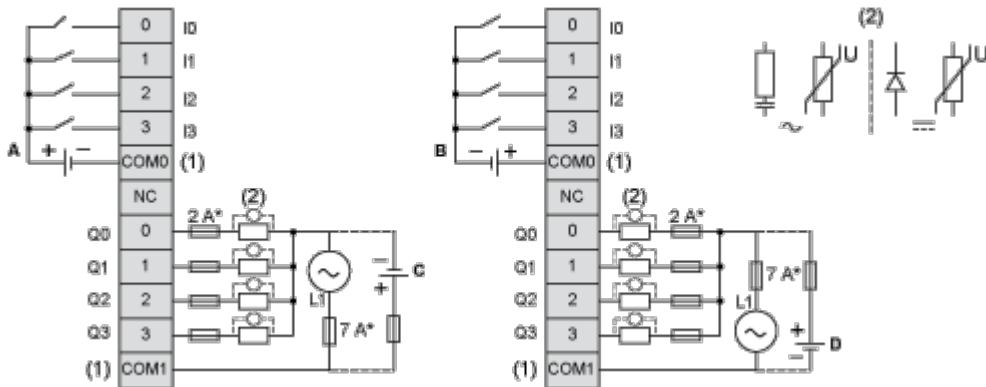 0 I0
1 I1
2 I2
3 I3
A + −
COM0 (1)
NC
(2)
2 A*
Q0 0
Q1 1
Q2 2
Q3 3
L1
7 A*
− C
+
(1) COM1
0 I0
1 I1
2 I2
3 I3
B − +
COM0 (1)
NC
(2)
2 A*
Q0 0
Q1 1
Q2 2
Q3 3
7 A*
L1
+ D
−
(1) COM1
(2)
U U